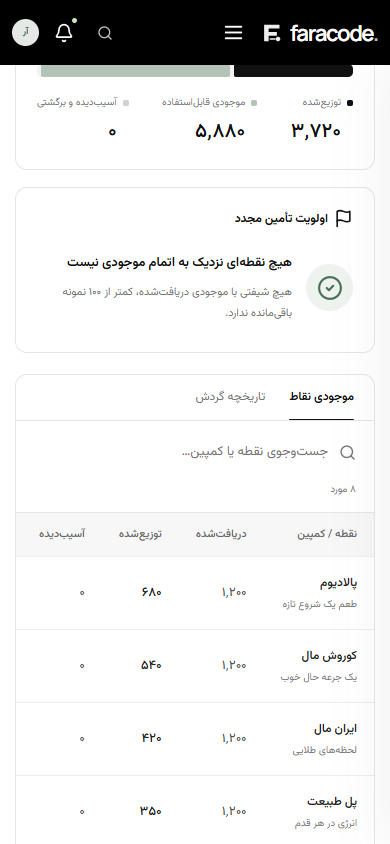 آر
faracode.
توزیع‌شده
موجودی قابل‌استفاده
آسیب‌دیده و برگشتی
۳,۷۲۰
۵,۸۸۰
۰
اولویت تأمین مجدد
هیچ نقطه‌ای نزدیک به اتمام موجودی نیست
هیچ شیفتی با موجودی دریافت‌شده، کمتر از ۱۰۰ نمونه
باقی‌مانده ندارد.
موجودی نقاط
تاریخچه گردش
جست‌وجوی نقطه یا کمپین…
۸ مورد
نقطه / کمپین
دریافت‌شده
توزیع‌شده
آسیب‌دیده
پالادیوم
طعم یک شروع تازه
۱,۲۰۰
۶۸۰
۰
کوروش مال
یک جرعه حال خوب
۱,۲۰۰
۵۴۰
۰
ایران مال
لحظه‌های طلایی
۱,۲۰۰
۴۲۰
۰
پل طبیعت
انرژی در هر قدم
۱,۲۰۰
۳۵۰
۰